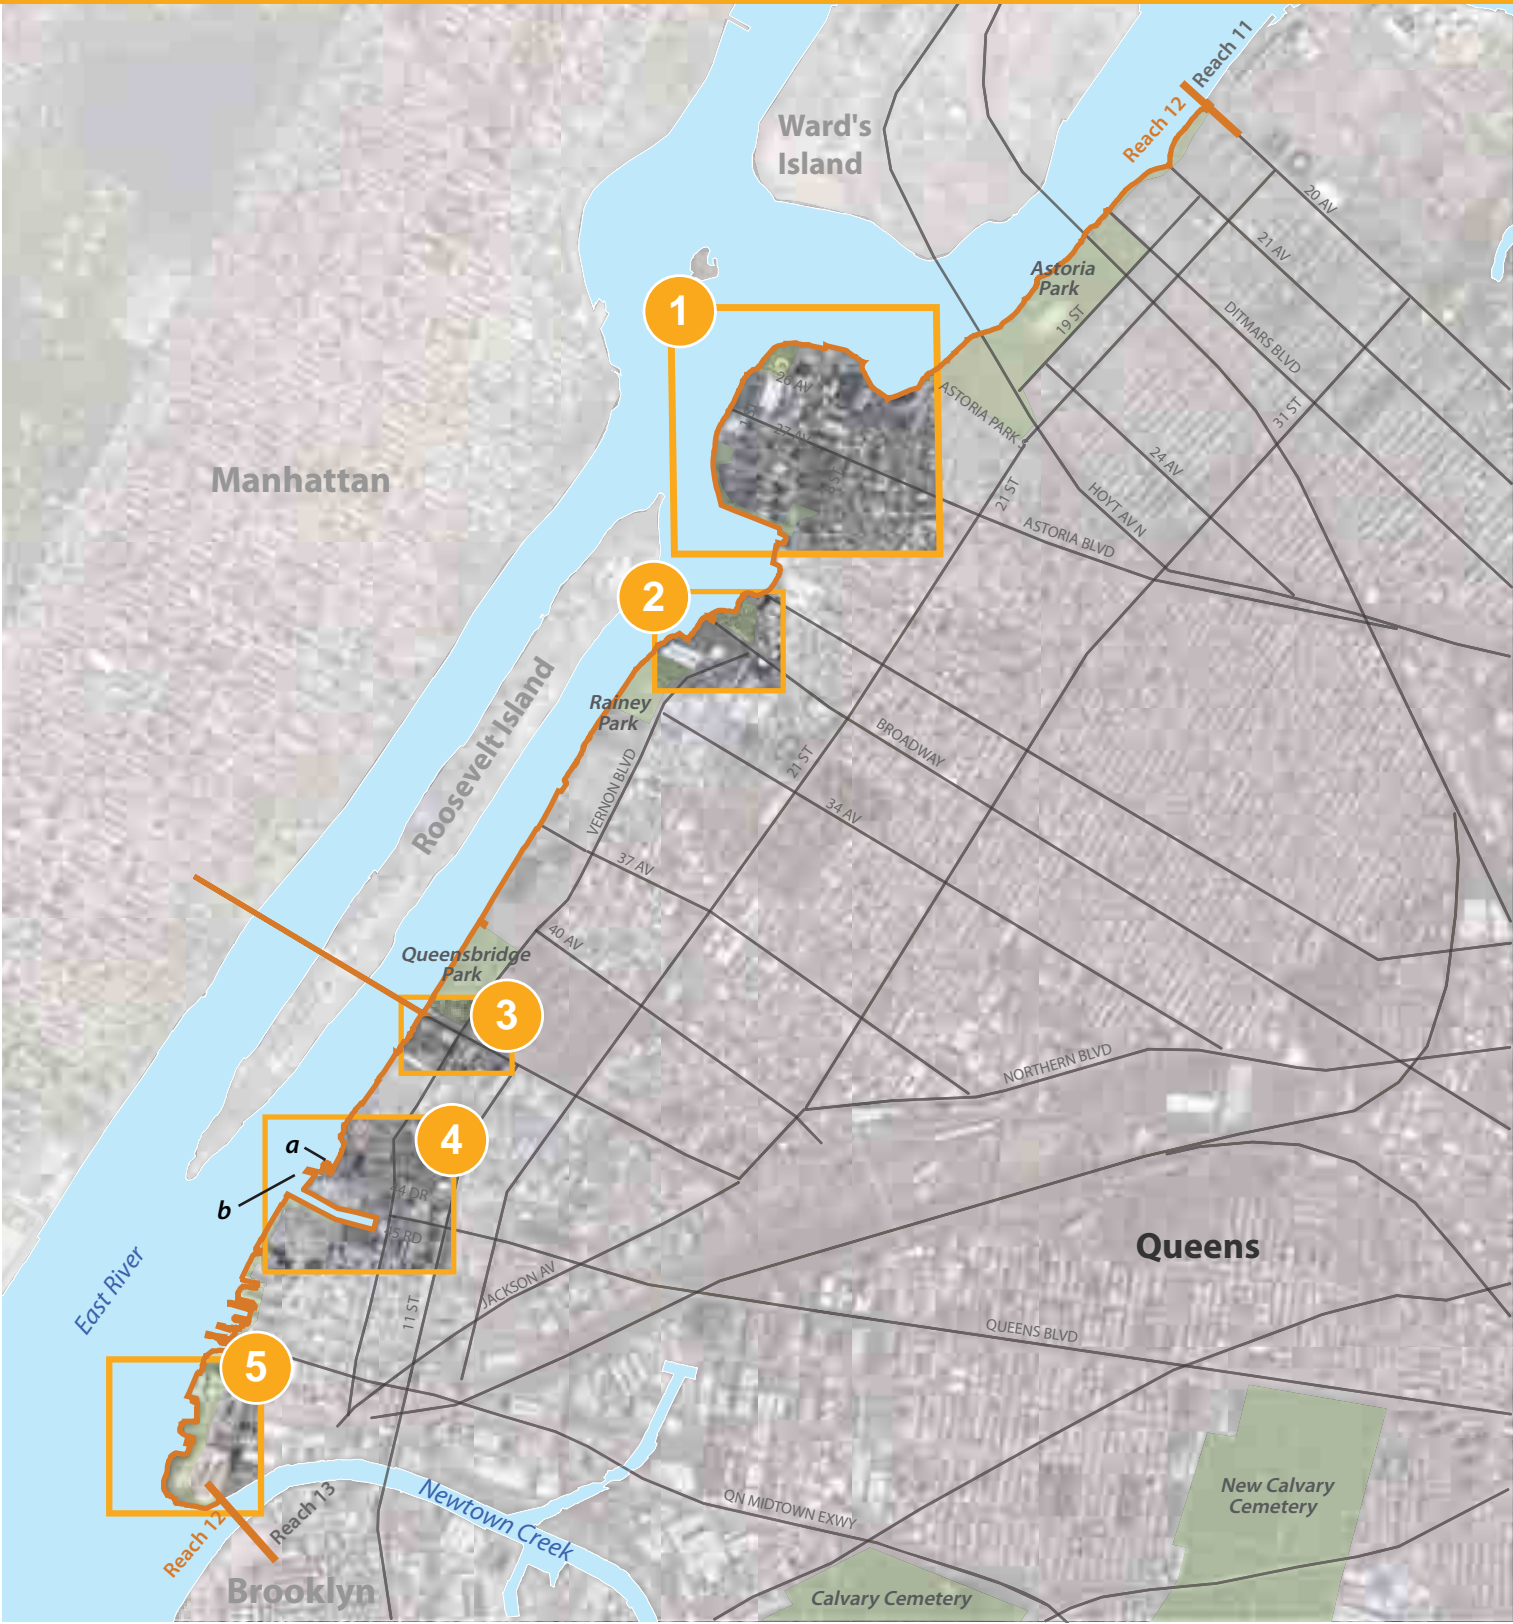 Reach 11
Reach 12
Ward's
Island
20 AV
21 AV
Astoria
Park
19 ST
DITMARS BLVD
1
26 AV
27 AV
ASTORIA PARK S
31 ST
24 AV
Manhattan
21 ST
HOYT AV N
ASTORIA BLVD
2
Roosevelt Island
Rainey
Park
BROADWAY
21 ST
VERNON BLVD
34 AV
37 AV
40 AV
Queensbridge
Park
3
NORTHERN BLVD
4
a
b
44 DR
45 RD
Queens
East River
JACKSON AV
11 ST
QUEENS BLVD
5
Newtown Creek
QN MIDTOWN EXWY
New Calvary
Cemetery
Reach 12
Reach 13
Brooklyn
Calvary Cemetery